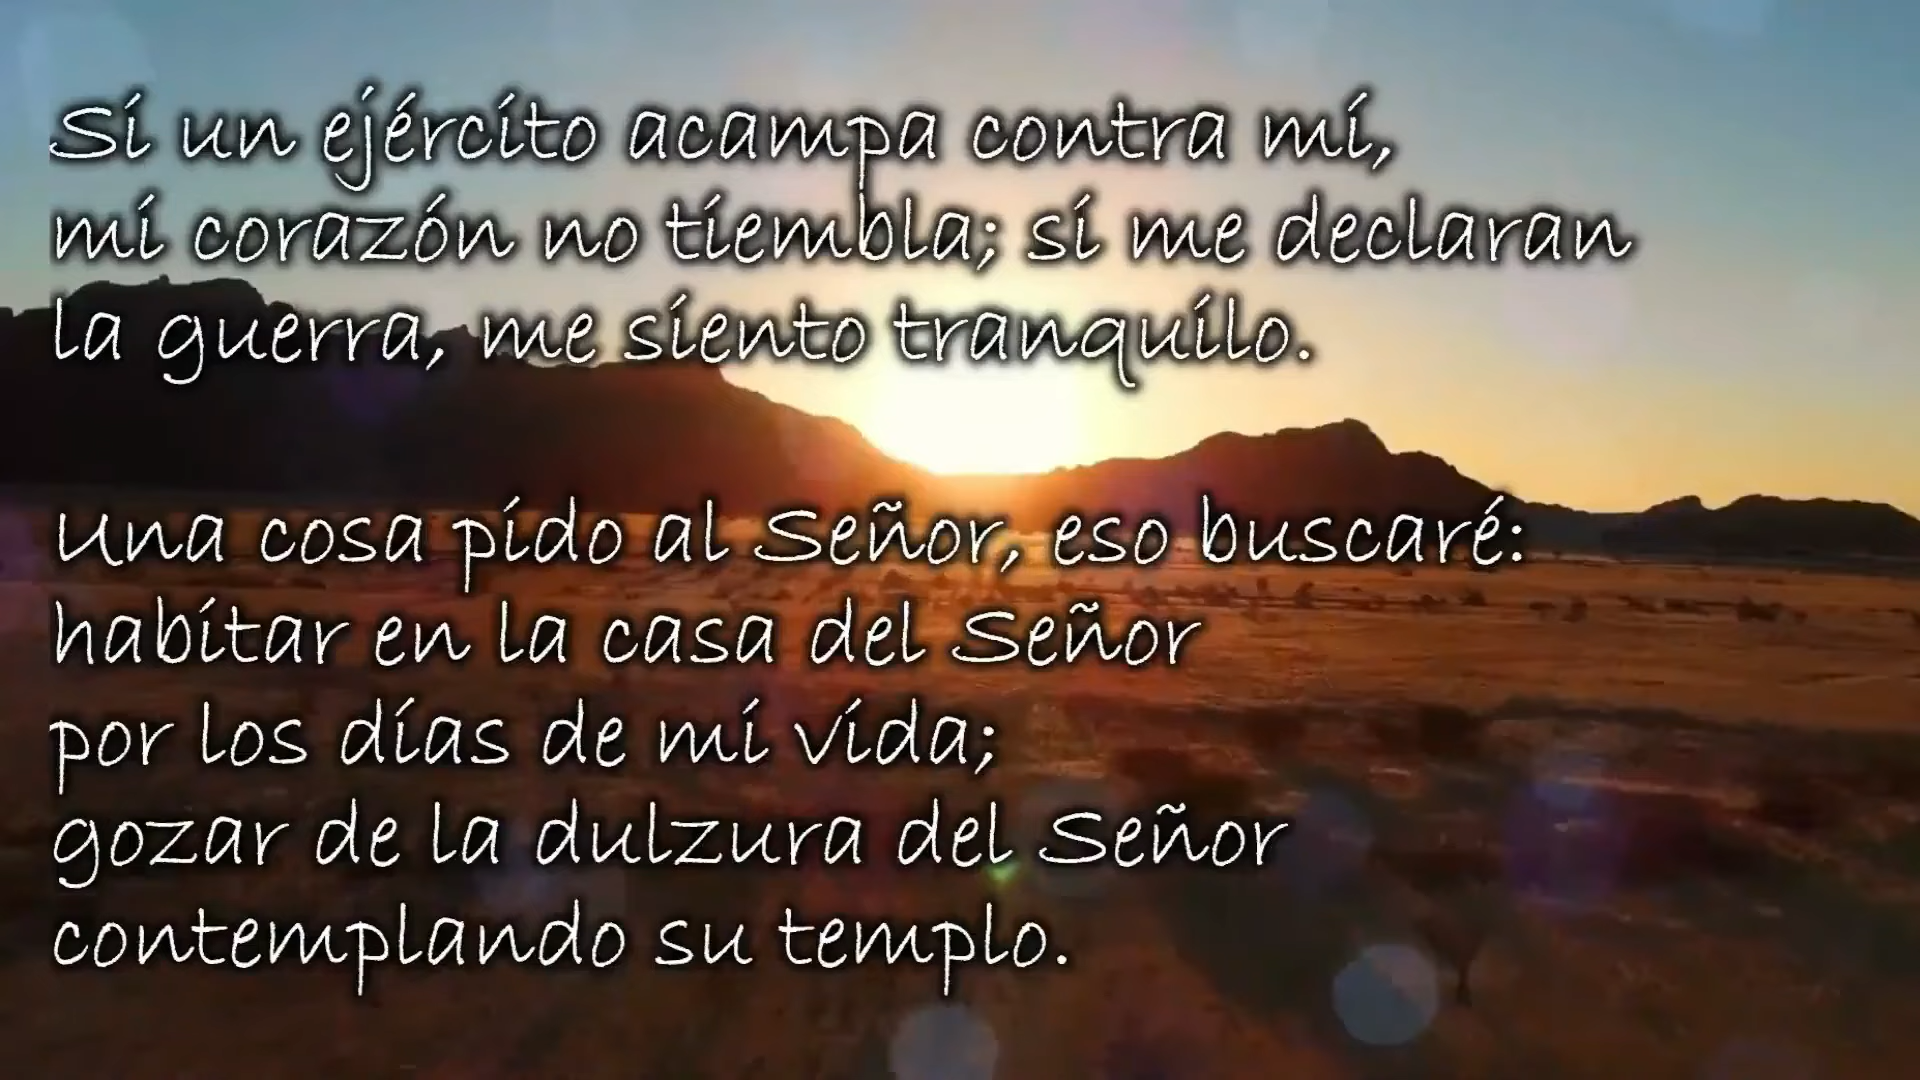 Si un ejército acampa contra mí,
mi corazón no tiembla; si me declaran
la guerra, me siento tranquilo.
Una cosa pido al Señor, eso buscaré:
habitar en la casa del Señor
por los días de mi vida;
gozar de la dulzura del Señor
contemplando su templo.